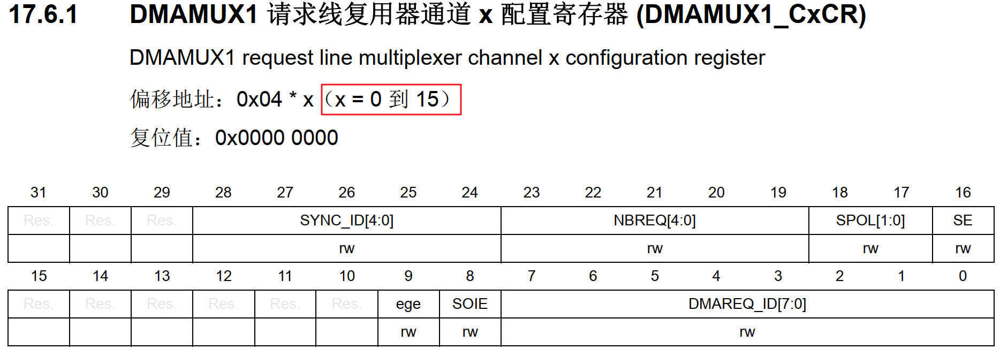 17.6.1 DMAMUX1 请求线复用器通道 x 配置寄存器 (DMAMUX1_CxCR)
DMAMUX1 request line multiplexer channel x configuration register
偏移地址：0x04 * x（x = 0 到 15）
复位值：0x0000 0000
31 30 29 28 27 26 25 24 23 22 21 20 19 18 17 16
Res. Res. Res. SYNC_ID[4:0] NBREQ[4:0] SPOL[1:0] SE
rw rw rw rw
15 14 13 12 11 10 9 8 7 6 5 4 3 2 1 0
Res. Res. Res. Res. Res. Res. ege SOIE DMAREQ_ID[7:0]
rw rw rw